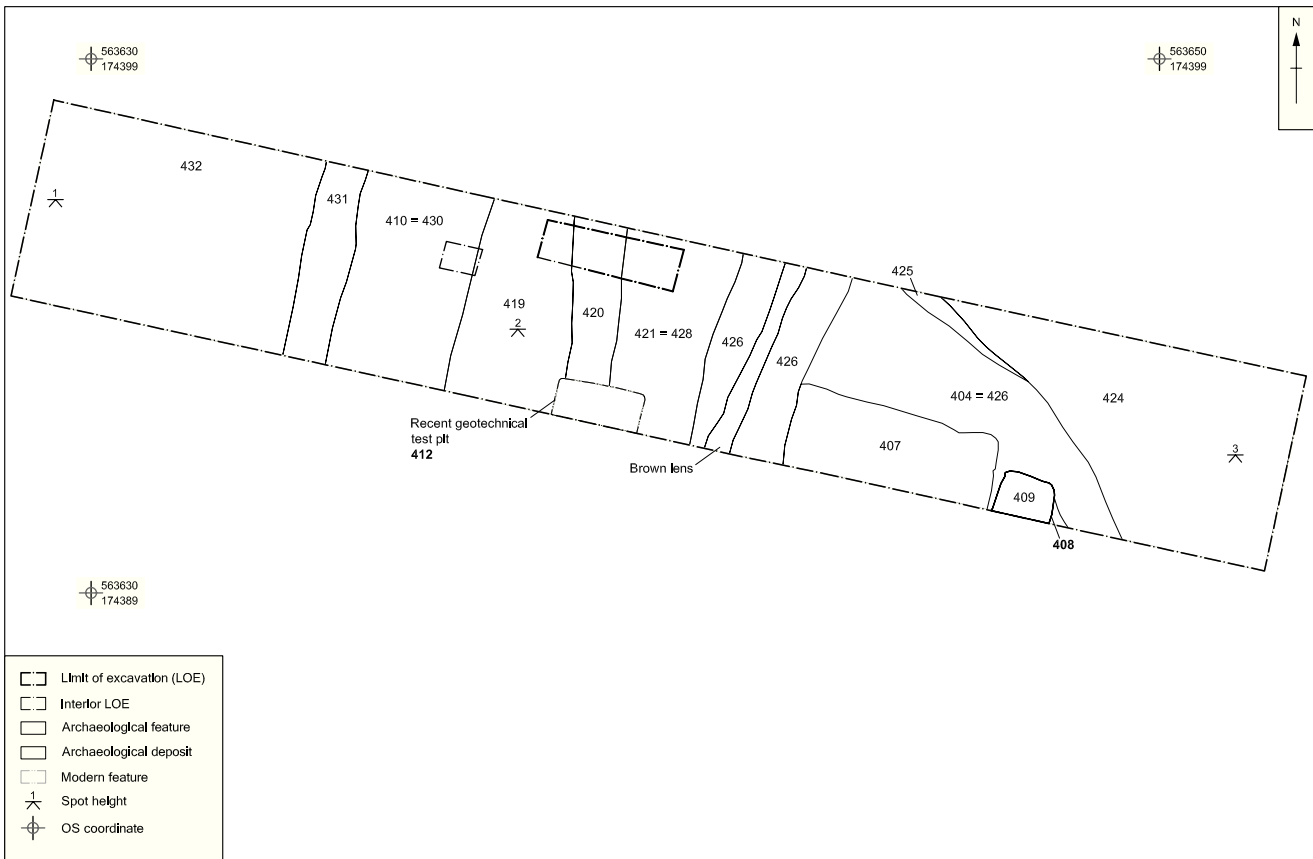 563630
174399
563650
174399
N
432
1
431
410 = 430
419
2
420
421 = 428
426
426
425
404 = 426
424
407
3
409
408
Recent geotechnical
test pit
412
Brown lens
563630
174389
Limit of excavation (LOE)
Interior LOE
Archaeological feature
Archaeological deposit
Modern feature
1
Spot height
OS coordinate